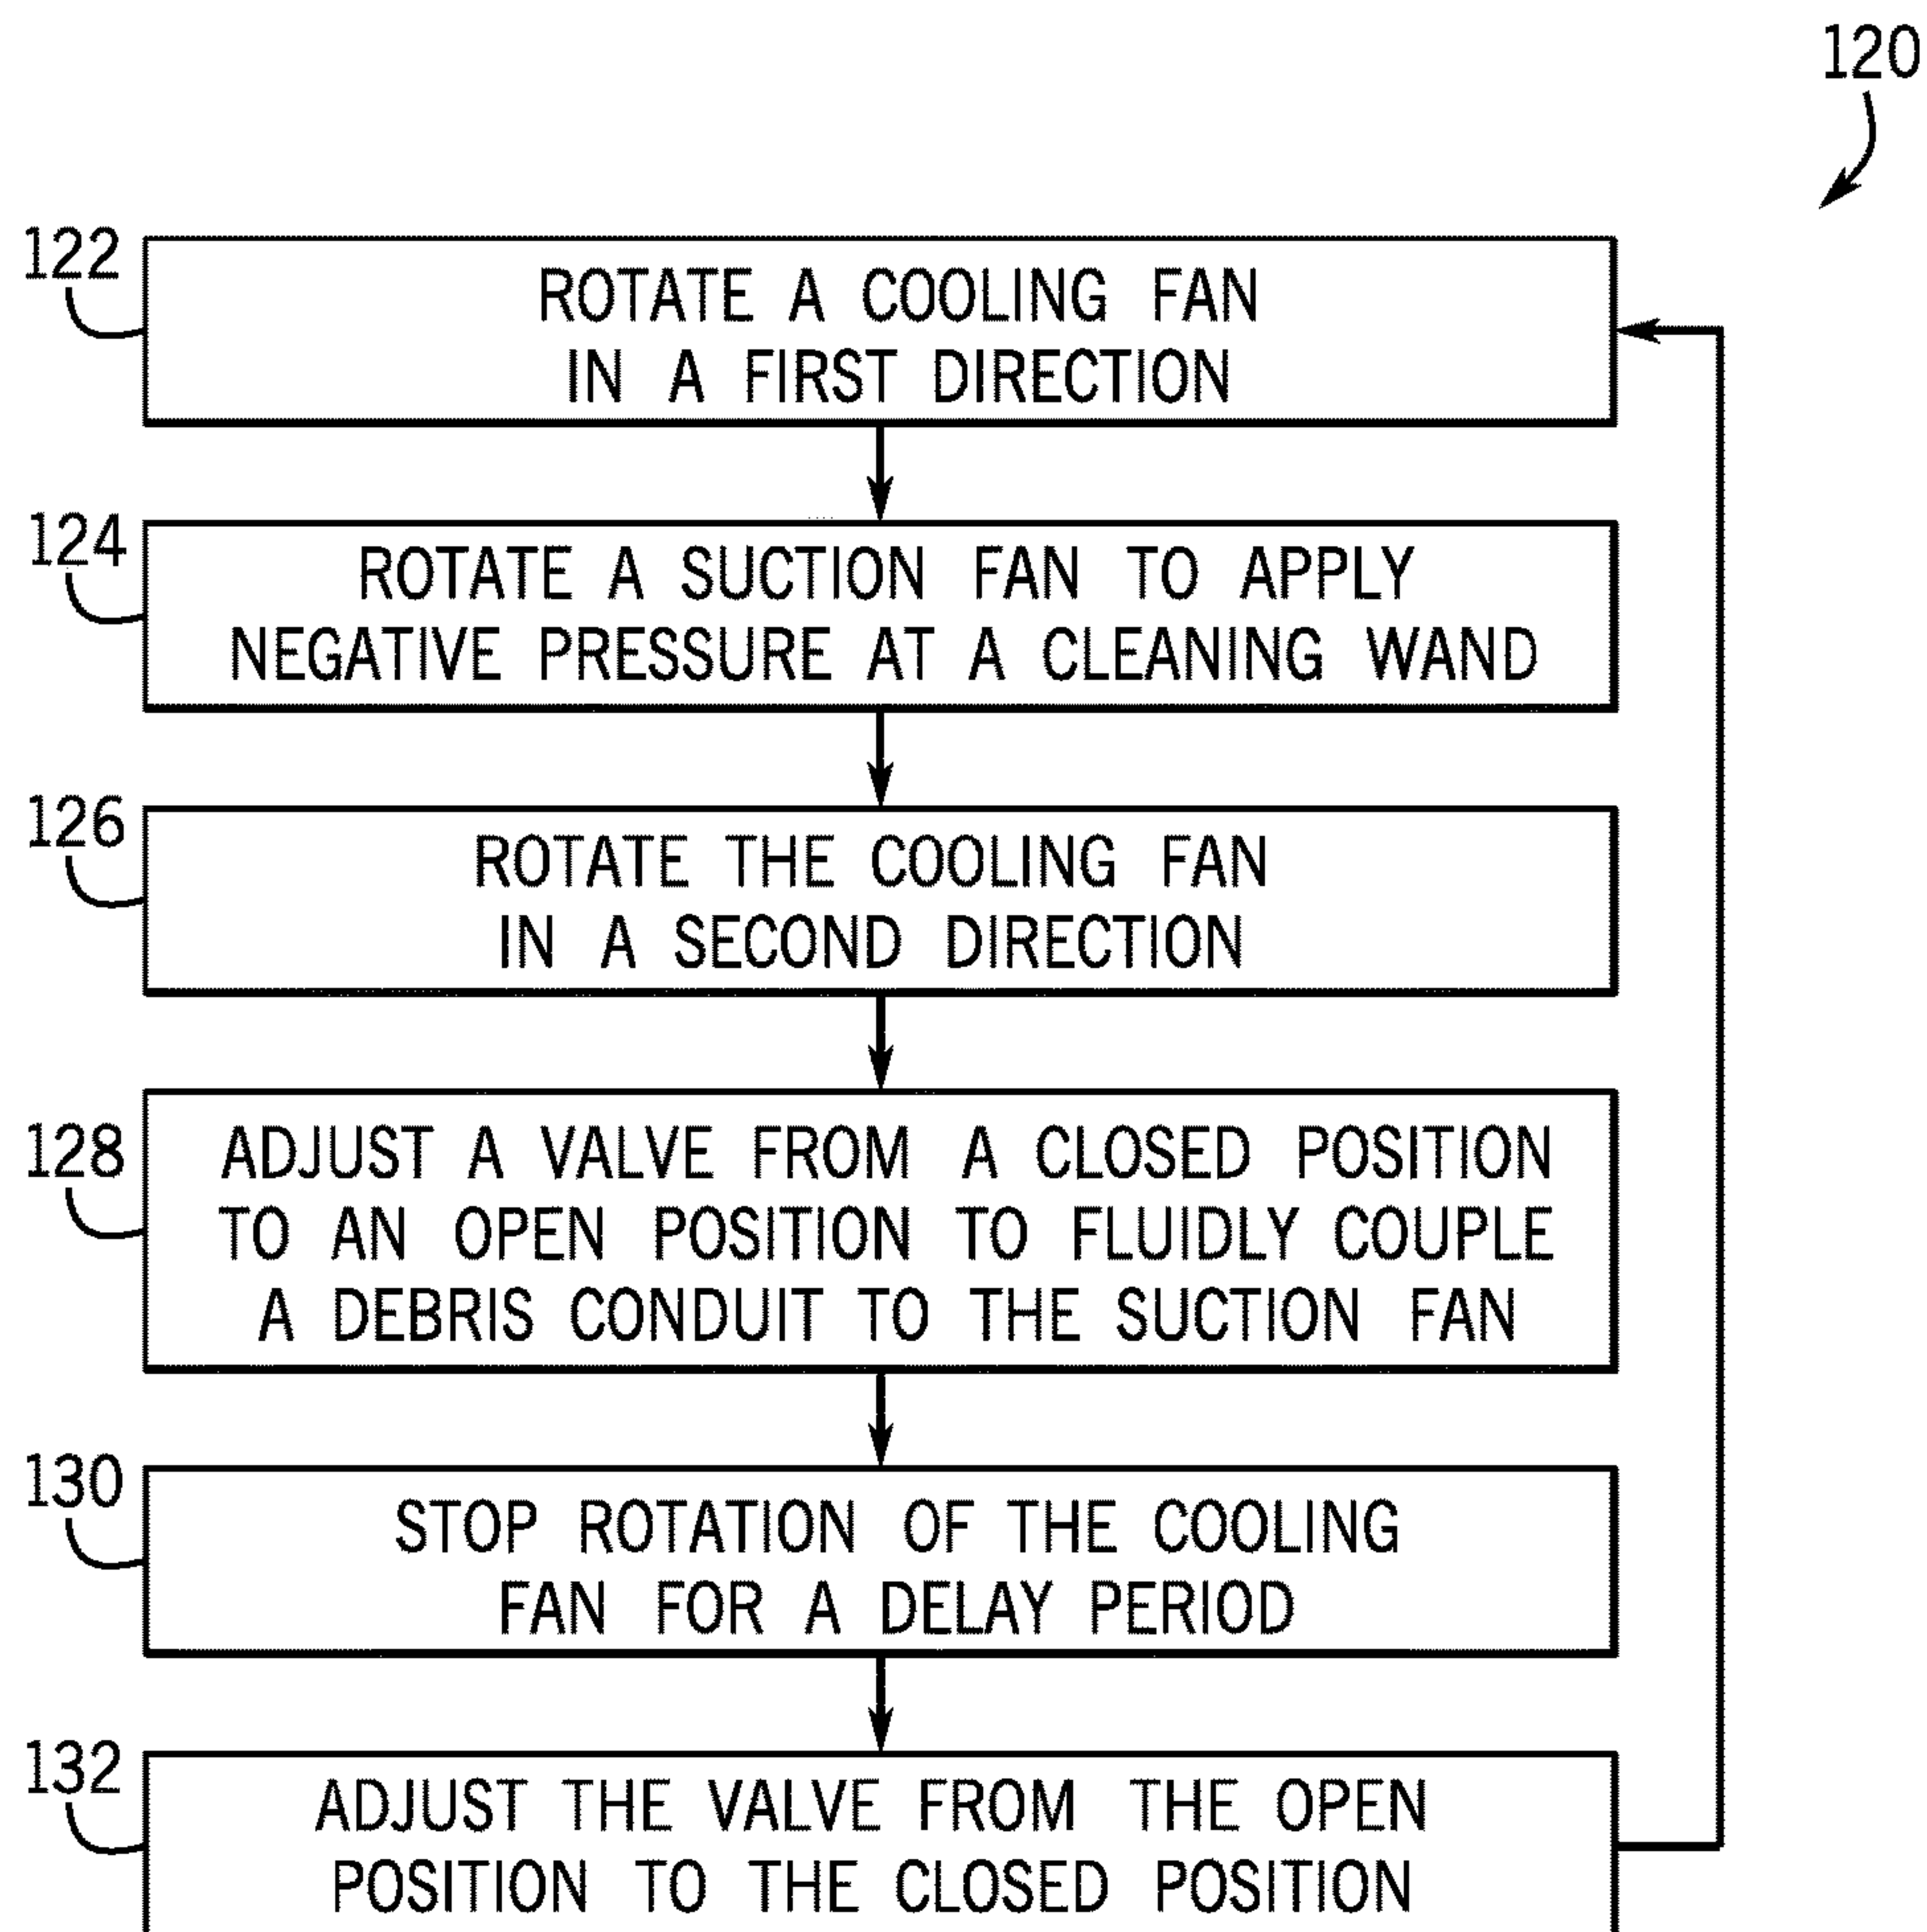 120
122
ROTATE A COOLING FAN
IN A FIRST DIRECTION
124
ROTATE A SUCTION FAN TO APPLY
NEGATIVE PRESSURE AT A CLEANING WAND
126
ROTATE THE COOLING FAN
IN A SECOND DIRECTION
128
ADJUST A VALVE FROM A CLOSED POSITION
TO AN OPEN POSITION TO FLUIDLY COUPLE
A DEBRIS CONDUIT TO THE SUCTION FAN
130
STOP ROTATION OF THE COOLING
FAN FOR A DELAY PERIOD
132
ADJUST THE VALVE FROM THE OPEN
POSITION TO THE CLOSED POSITION